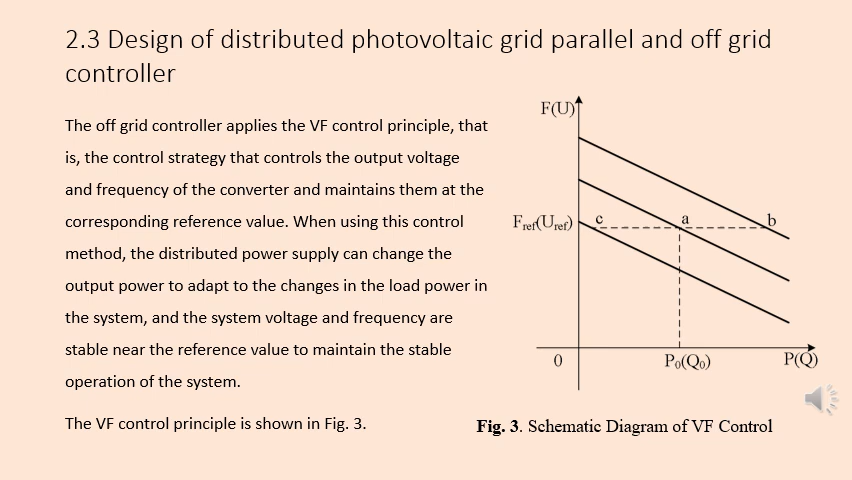 2.3 Design of distributed photovoltaic grid parallel and off grid
controller
The off grid controller applies the VF control principle, that
is, the control strategy that controls the output voltage
and frequency of the converter and maintains them at the
corresponding reference value. When using this control
method, the distributed power supply can change the
output power to adapt to the changes in the load power in
the system, and the system voltage and frequency are
stable near the reference value to maintain the stable
operation of the system.
The VF control principle is shown in Fig. 3.
F(U)
Fref(Uref)
c
a
b
0
P0(Q0)
P(Q)
Fig. 3. Schematic Diagram of VF Control